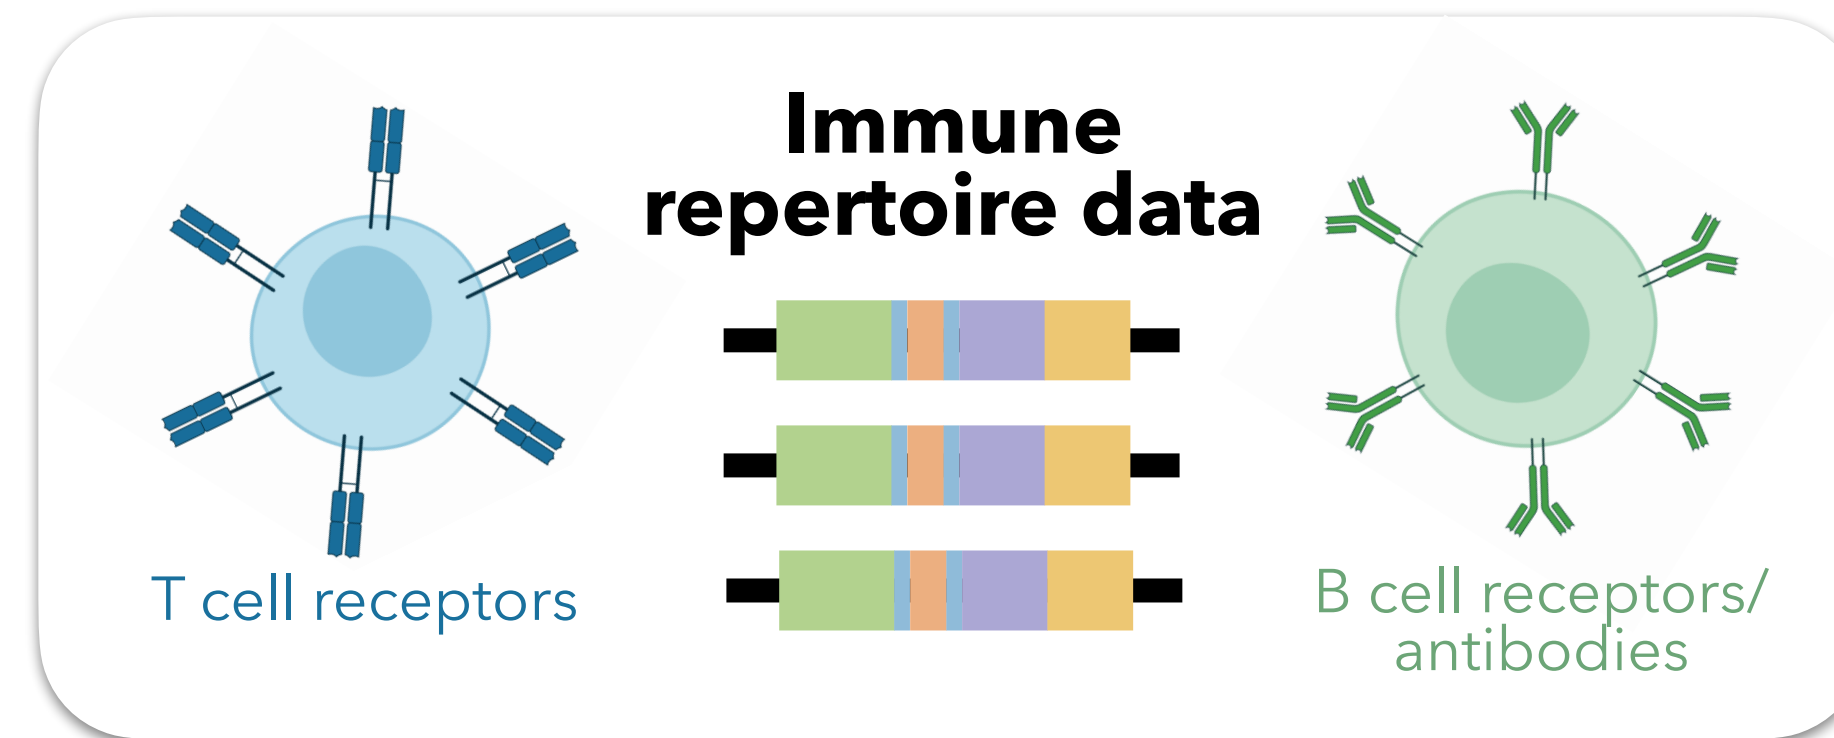 Immune
repertoire data
T cell receptors
B cell receptors/
antibodies